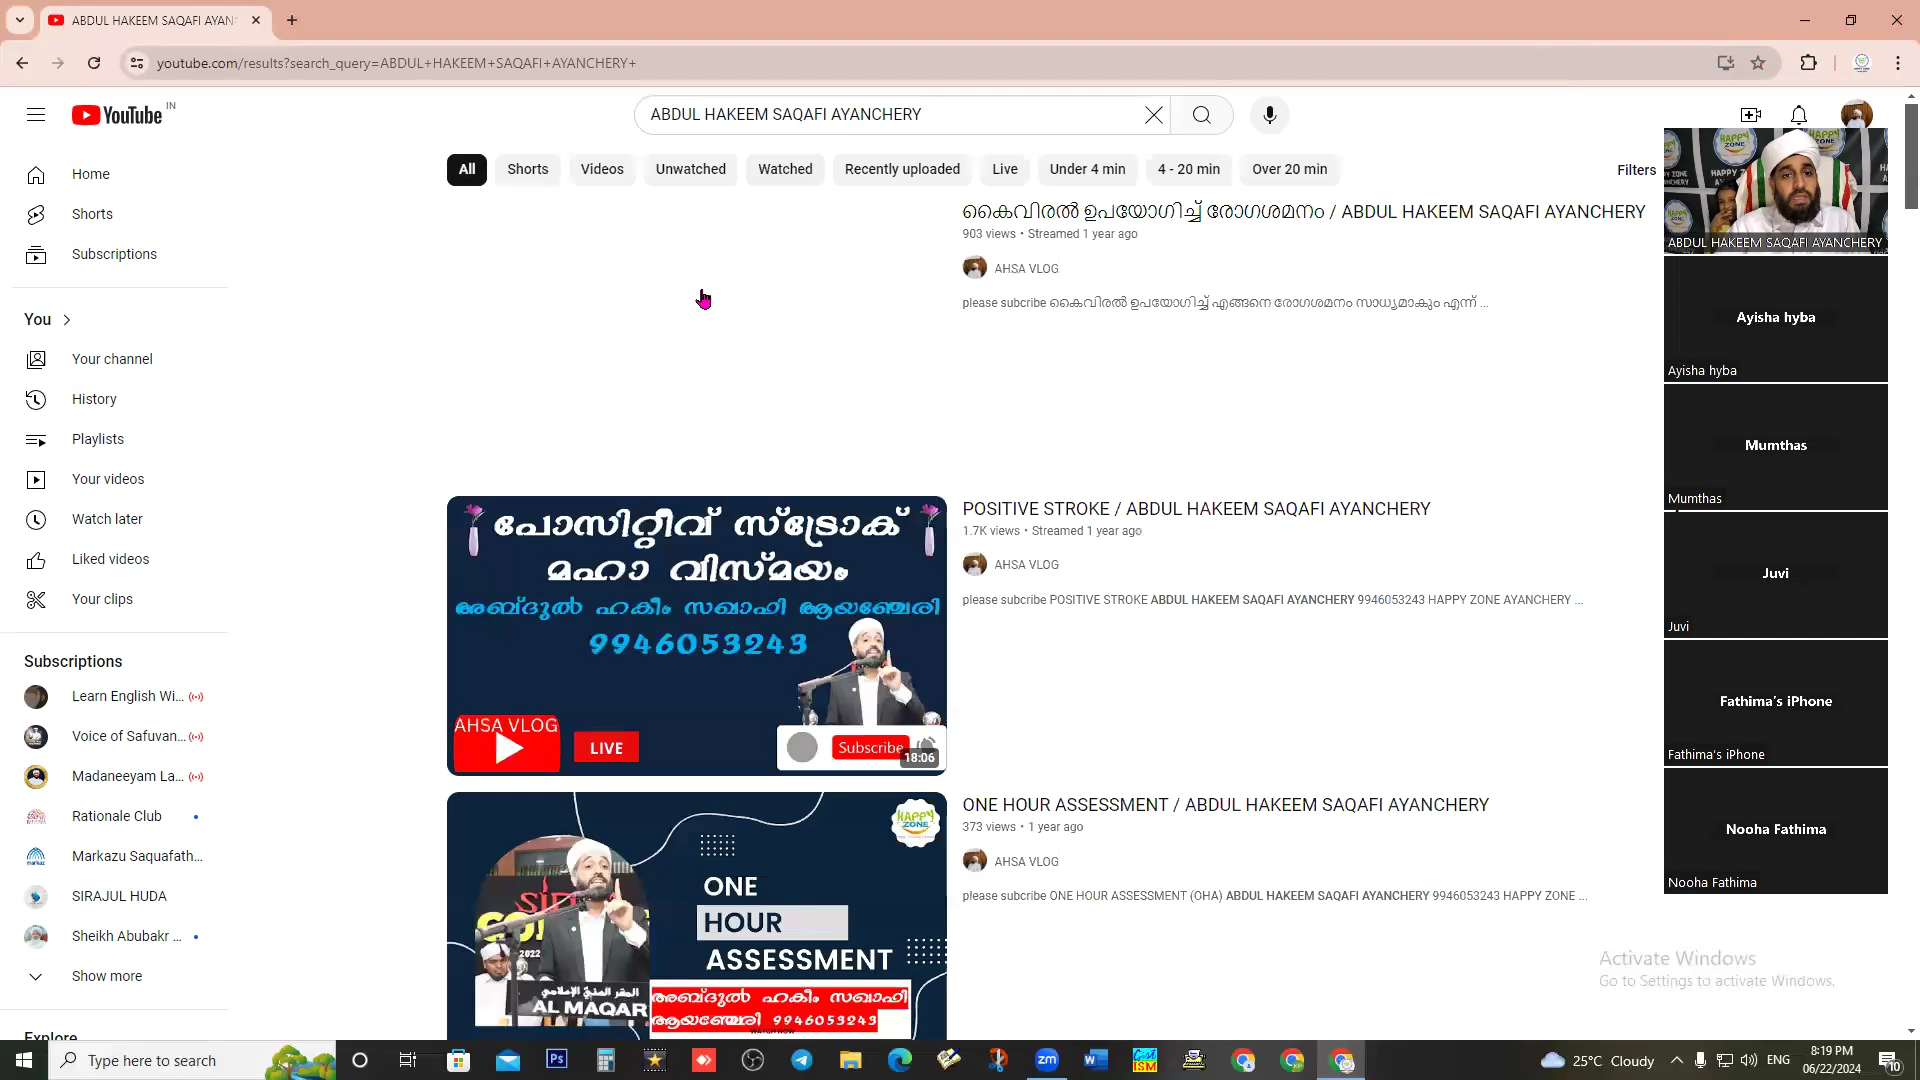 ABDUL HAKEEM SAQAFI AYAN
youtube.com/results?search_query=ABDUL+HAKEEM+SAQAFI+AYANCHERY+
YouTube IN
ABDUL HAKEEM SAQAFI AYANCHERY
Home
Shorts
Subscriptions
You
Your channel
History
Playlists
Your videos
Watch later
Liked videos
Your clips
Subscriptions
Learn English Wi...
Voice of Safuvan...
Madaneeyam La...
Rationale Club
Markazu Saquafath...
SIRAJUL HUDA
Sheikh Abubakr ...
Show more
Explore
All Shorts Videos Unwatched Watched Recently uploaded Live Under 4 min 4 - 20 min Over 20 min Filters
കൈവിരൽ ഉപയോഗിച്ച് രോഗശമനം / ABDUL HAKEEM SAQAFI AYANCHERY
903 views • Streamed 1 year ago
AHSA VLOG
please subcribe കൈവിരൽ ഉപയോഗിച്ച് എങ്ങനെ രോഗശമനം സാധ്യമാകും എന്ന് ...
പോസിറ്റീവ് സ്ട്രോക്
മഹാ വിസ്മയം
അബ്ദുൽ ഹകീം സഖാഫി ആയഞ്ചേരി
9946053243
AHSA VLOG
LIVE
Subscribe
18:06
POSITIVE STROKE / ABDUL HAKEEM SAQAFI AYANCHERY
1.7K views • Streamed 1 year ago
AHSA VLOG
please subcribe POSITIVE STROKE ABDUL HAKEEM SAQAFI AYANCHERY 9946053243 HAPPY ZONE AYANCHERY ...
HAPPY
ZONE
ONE
HOUR
ASSESSMENT
2022
AL MAQAR
അബ്ദുൽ ഹകീം സഖാഫി
ആയഞ്ചേരി 9946053243
WATCH NOW
ONE HOUR ASSESSMENT / ABDUL HAKEEM SAQAFI AYANCHERY
373 views • 1 year ago
AHSA VLOG
please subcribe ONE HOUR ASSESSMENT (OHA) ABDUL HAKEEM SAQAFI AYANCHERY 9946053243 HAPPY ZONE ...
HAPPY
ZONE
ABDUL HAKEEM SAQAFI AYANCHERY
Ayisha hyba
Ayisha hyba
Mumthas
Mumthas
Juvi
Juvi
Fathima's iPhone
Fathima's iPhone
Nooha Fathima
Nooha Fathima
Activate Windows
Go to Settings to activate Windows.
Type here to search
Ps
zm
W
25°C Cloudy
ENG
8:19 PM
06/22/2024
10